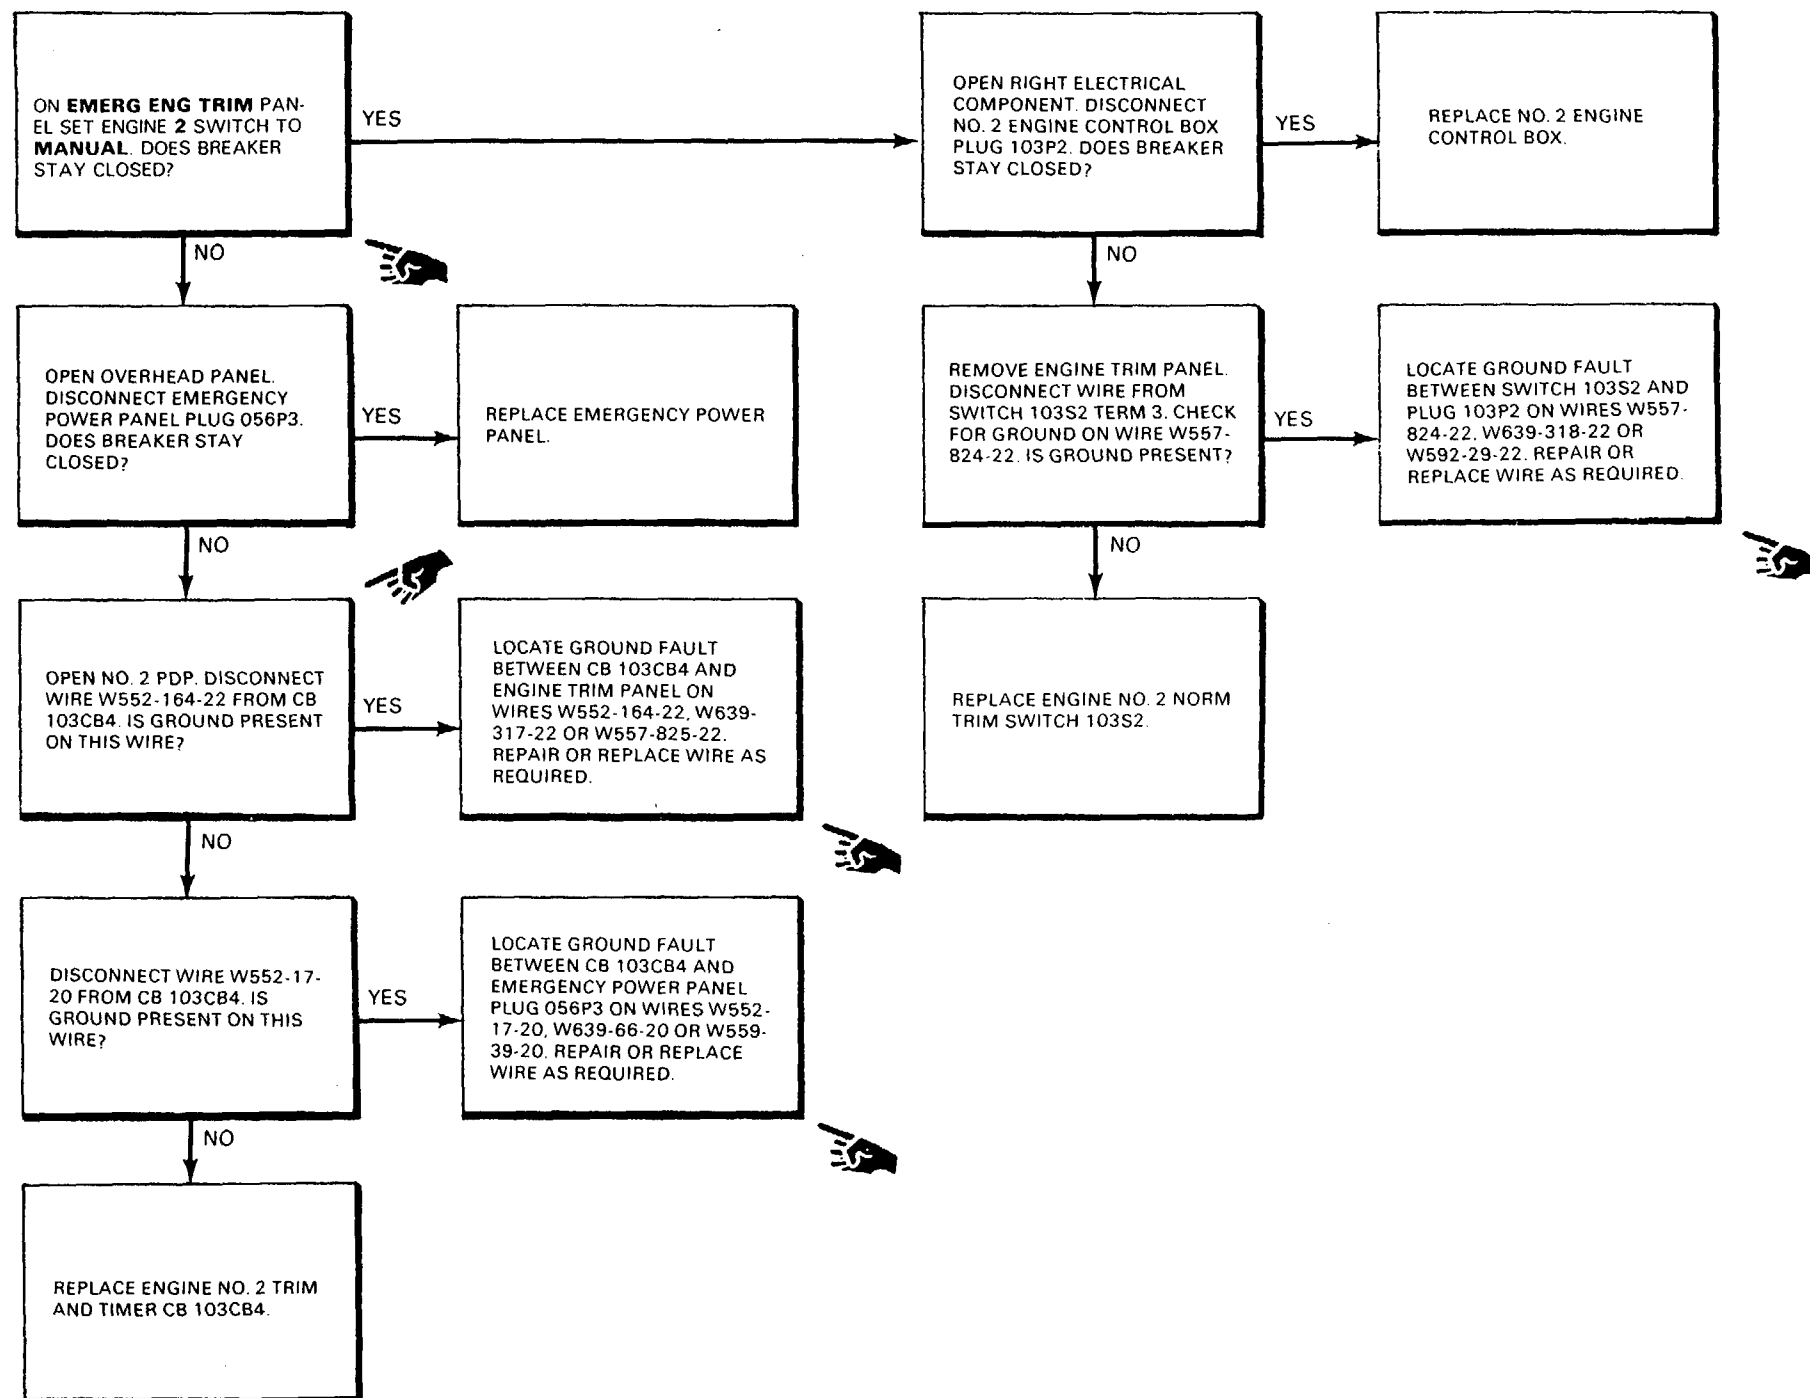 ON EMERG ENG TRIM PAN-
EL SET ENGINE 2 SWITCH TO
MANUAL. DOES BREAKER
STAY CLOSED?
YES
OPEN RIGHT ELECTRICAL
COMPONENT. DISCONNECT
NO. 2 ENGINE CONTROL BOX
PLUG 103P2. DOES BREAKER
STAY CLOSED?
YES
REPLACE NO. 2 ENGINE
CONTROL BOX.
NO
NO
OPEN OVERHEAD PANEL.
DISCONNECT EMERGENCY
POWER PANEL PLUG 056P3.
DOES BREAKER STAY
CLOSED?
YES
REPLACE EMERGENCY POWER
PANEL.
REMOVE ENGINE TRIM PANEL.
DISCONNECT WIRE FROM
SWITCH 103S2 TERM 3. CHECK
FOR GROUND ON WIRE W557-
824-22. IS GROUND PRESENT?
YES
LOCATE GROUND FAULT
BETWEEN SWITCH 103S2 AND
PLUG 103P2 ON WIRES W557-
824-22, W639-318-22 OR
W592-29-22. REPAIR OR
REPLACE WIRE AS REQUIRED.
NO
NO
OPEN NO. 2 PDP. DISCONNECT
WIRE W552-164-22 FROM CB
103CB4. IS GROUND PRESENT
ON THIS WIRE?
YES
LOCATE GROUND FAULT
BETWEEN CB 103CB4 AND
ENGINE TRIM PANEL ON
WIRES W552-164-22, W639-
317-22 OR W557-825-22.
REPAIR OR REPLACE WIRE AS
REQUIRED.
REPLACE ENGINE NO. 2 NORM
TRIM SWITCH 103S2.
NO
DISCONNECT WIRE W552-17-
20 FROM CB 103CB4. IS
GROUND PRESENT ON THIS
WIRE?
YES
LOCATE GROUND FAULT
BETWEEN CB 103CB4 AND
EMERGENCY POWER PANEL
PLUG 056P3 ON WIRES W552-
17-20, W639-66-20 OR W559-
39-20. REPAIR OR REPLACE
WIRE AS REQUIRED.
NO
REPLACE ENGINE NO. 2 TRIM
AND TIMER CB 103CB4.